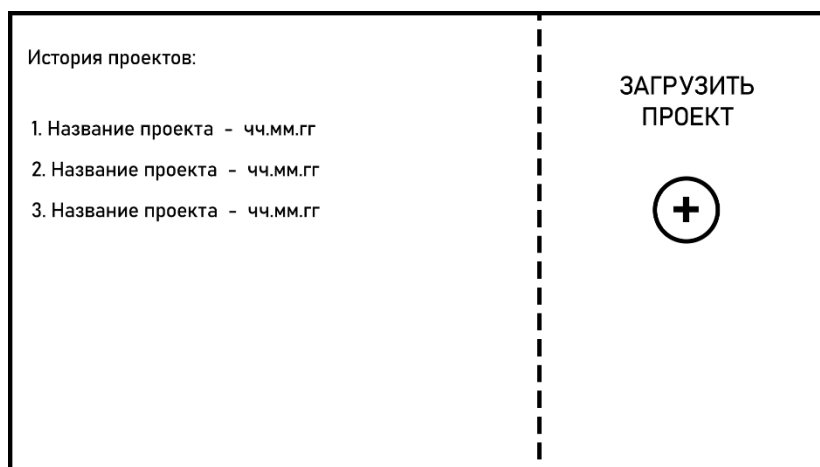 История проектов:
1. Название проекта - чч.мм.гг
2. Название проекта - чч.мм.гг
3. Название проекта - чч.мм.гг
ЗАГРУЗИТЬ
ПРОЕКТ
+